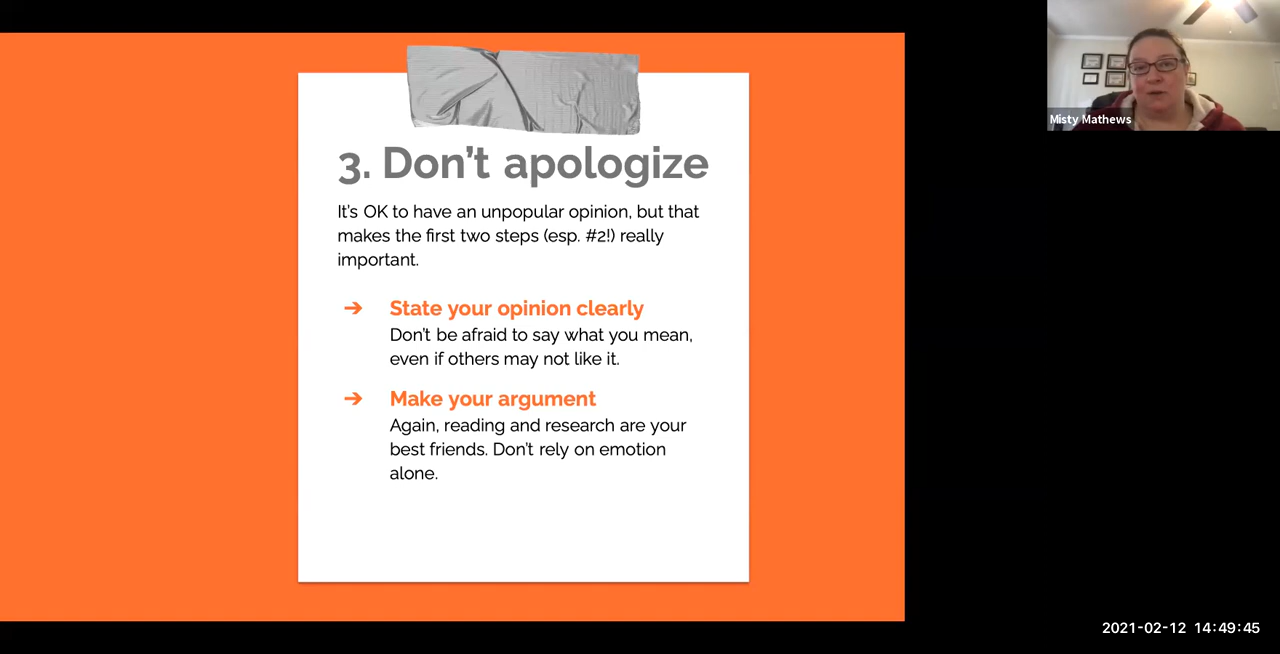 3. Don't apologize
It's OK to have an unpopular opinion, but that
makes the first two steps (esp. #2!) really
important.
➔ State your opinion clearly
Don't be afraid to say what you mean,
even if others may not like it.
➔ Make your argument
Again, reading and research are your
best friends. Don't rely on emotion
alone.
Misty Mathews
2021-02-12 14:49:45